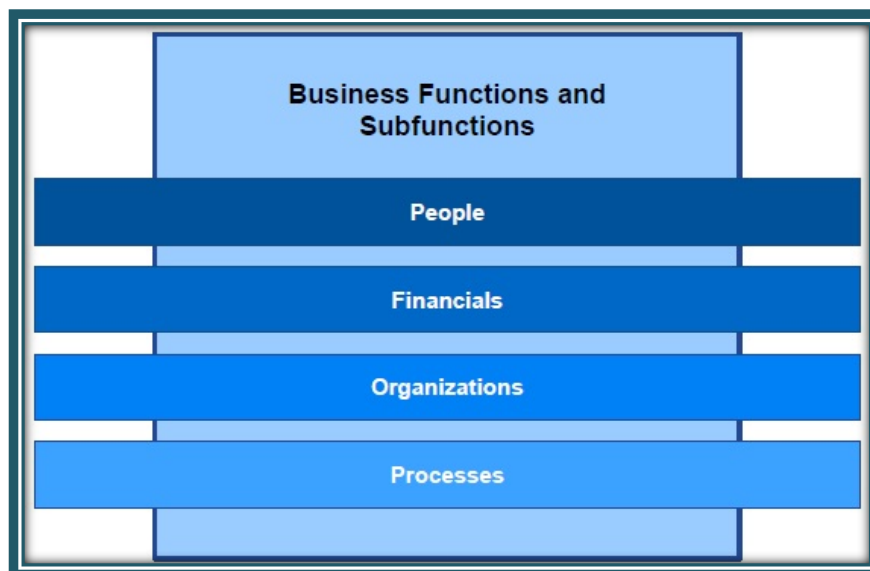 Business Functions and
Subfunctions
People
Financials
Organizations
Processes